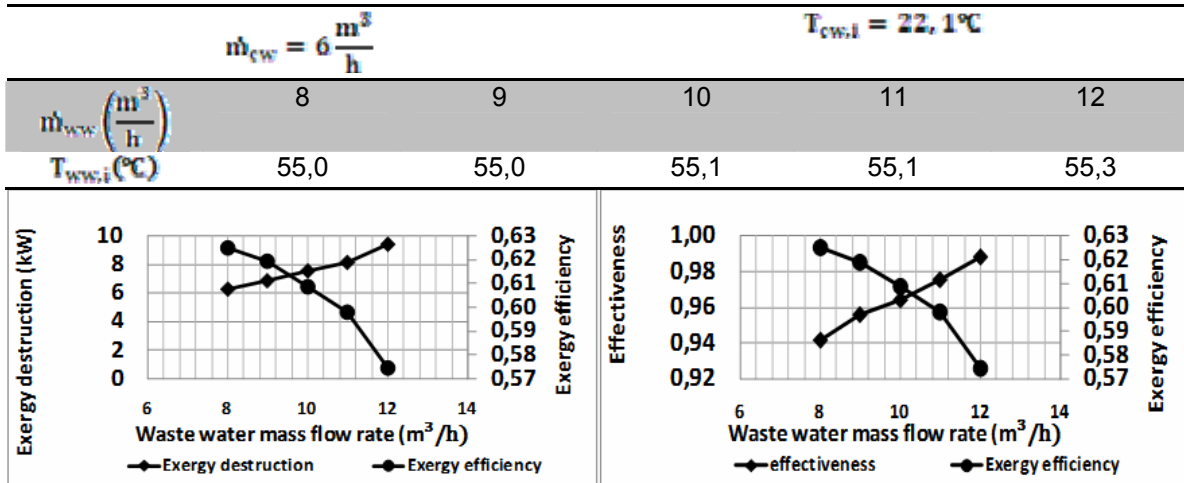 ṁcw = 6 m³/h
Tcw,i = 22, 1℃
ṁww (m³/h) 8 9 10 11 12
Tww,i(℃) 55,0 55,0 55,1 55,1 55,3
Exergy destruction (kW)
10
8
6
4
2
0
0,63
0,62
0,61
0,60
0,59
0,58
0,57
Exergy efficiency
6 8 10 12 14
Waste water mass flow rate (m³/h)
Exergy destruction Exergy efficiency
Effectiveness
1,00
0,98
0,96
0,94
0,92
0,63
0,62
0,61
0,60
0,59
0,58
0,57
Exergy efficiency
6 8 10 12 14
Waste water mass flow rate (m³/h)
effectiveness Exergy efficiency